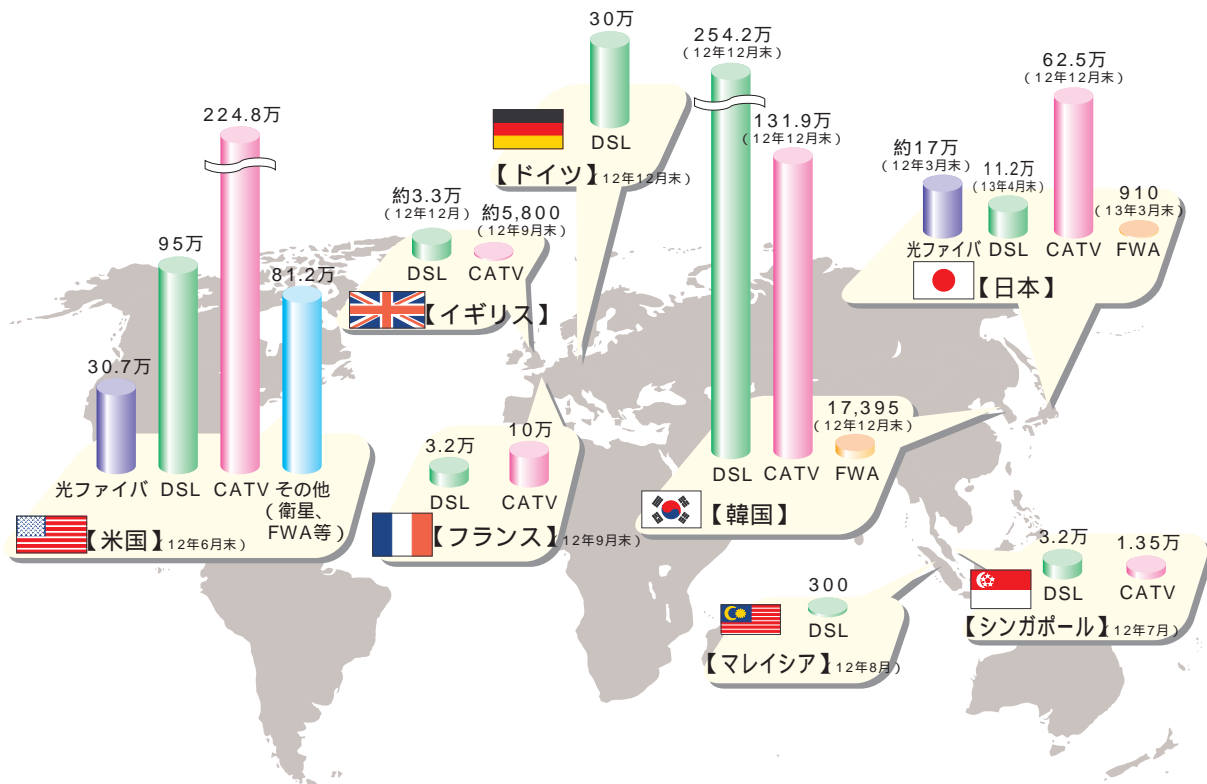 224.8万
95万
81.2万
30.7万
光ファイバ
DSL
CATV
その他
(衛星、
FWA等)
【米国】(12年6月末)
約3.3万
(12年12月)
約5,800
(12年9月末)
DSL
CATV
【イギリス】
30万
DSL
【ドイツ】(12年12月末)
3.2万
10万
DSL
CATV
【フランス】(12年9月末)
254.2万
(12年12月末)
131.9万
(12年12月末)
17,395
(12年12月末)
DSL
CATV
FWA
【韓国】
62.5万
(12年12月末)
約17万
(12年3月末)
11.2万
(13年4月末)
910
(13年3月末)
光ファイバ
DSL
CATV
FWA
【日本】
300
DSL
【マレイシア】(12年8月)
3.2万
1.35万
DSL
CATV
【シンガポール】(12年7月)